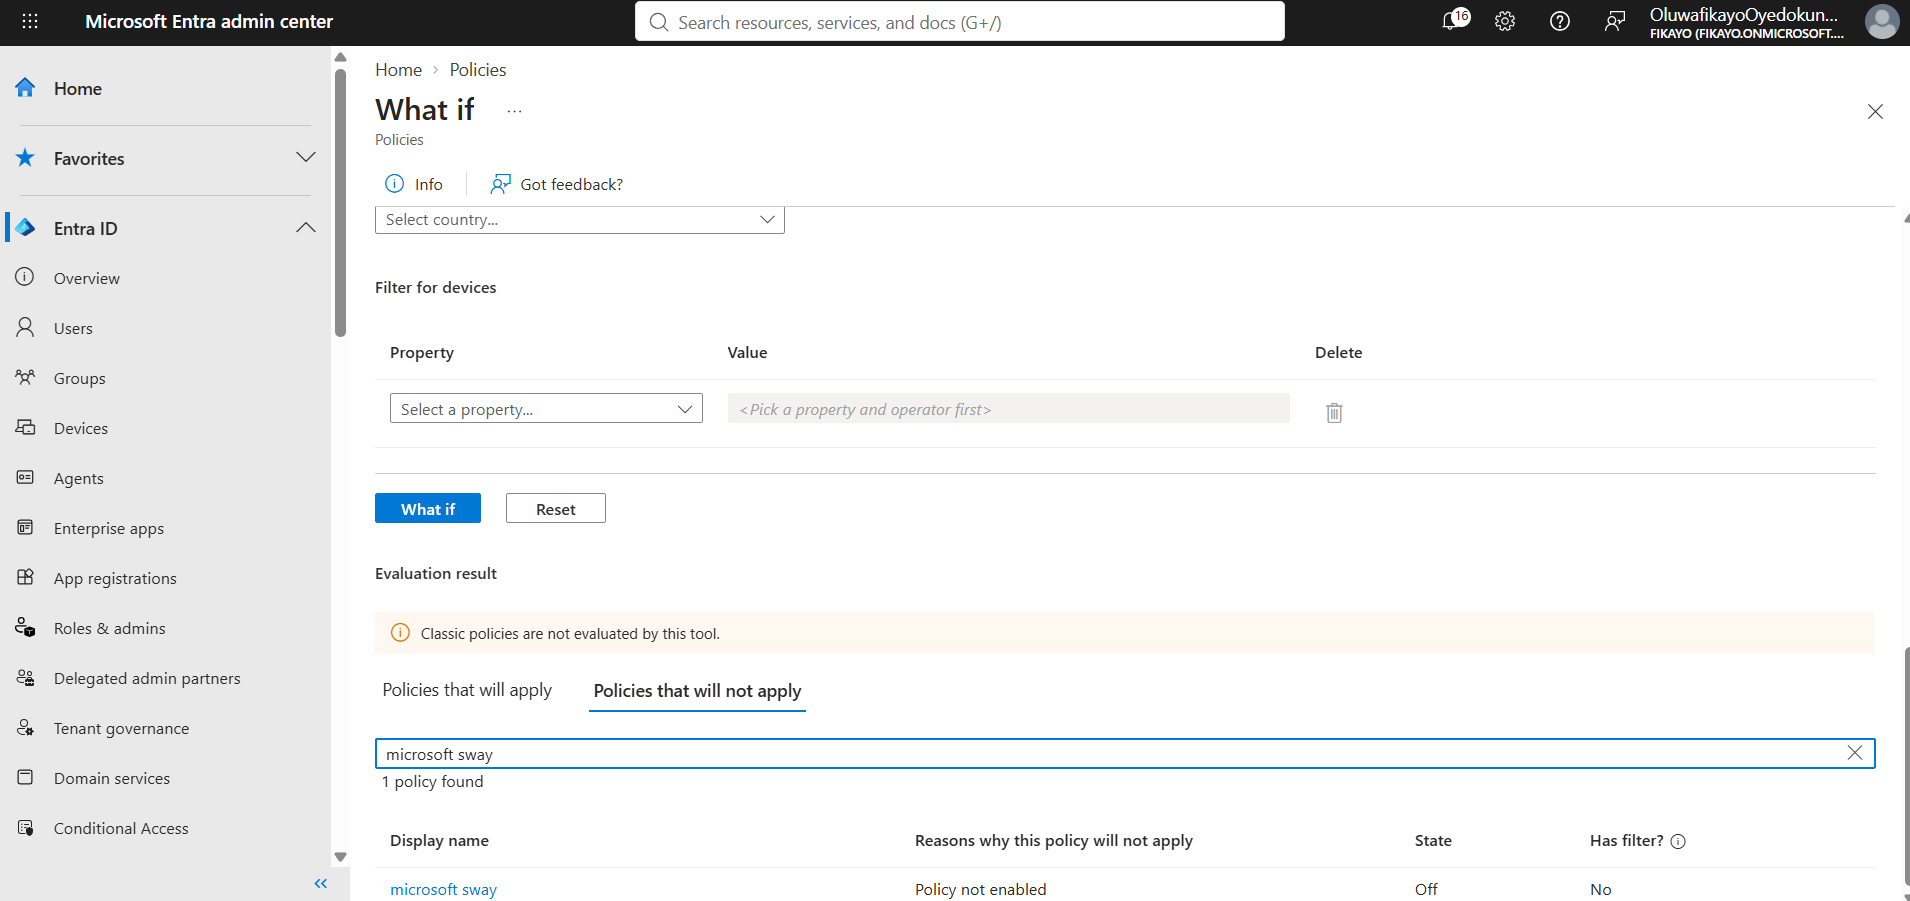 Microsoft Entra admin center
Search resources, services, and docs (G+/)
16
OluwafikayoOyedokun...
FIKAYO (FIKAYO.ONMICROSOFT....
Home
Favorites
Entra ID
Overview
Users
Groups
Devices
Agents
Enterprise apps
App registrations
Roles & admins
Delegated admin partners
Tenant governance
Domain services
Conditional Access
Home > Policies
What if ...
Policies
Info
Got feedback?
Select country...
Filter for devices
Property Value Delete
Select a property... <Pick a property and operator first>
What if Reset
Evaluation result
Classic policies are not evaluated by this tool.
Policies that will apply Policies that will not apply
microsoft sway
1 policy found
Display name Reasons why this policy will not apply State Has filter?
microsoft sway Policy not enabled Off No